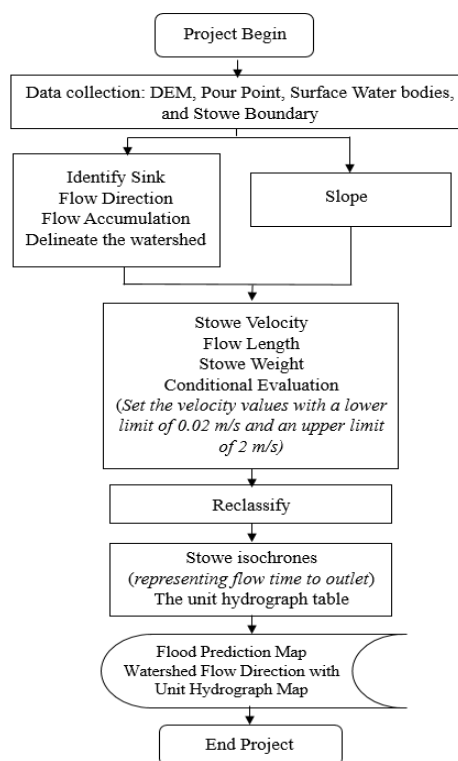 Project Begin
Data collection: DEM, Pour Point, Surface Water bodies,
and Stowe Boundary
Identify Sink
Flow Direction
Flow Accumulation
Delineate the watershed
Slope
Stowe Velocity
Flow Length
Stowe Weight
Conditional Evaluation
(Set the velocity values with a lower
limit of 0.02 m/s and an upper limit
of 2 m/s)
Reclassify
Stowe isochrones
(representing flow time to outlet)
The unit hydrograph table
Flood Prediction Map
Watershed Flow Direction with
Unit Hydrograph Map
End Project